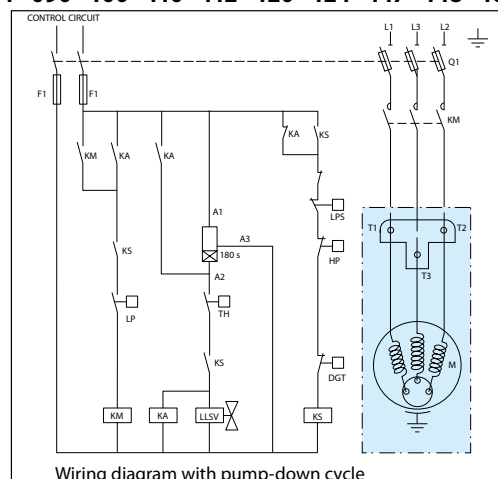 CONTROL CIRCUIT
L1 L3 L2
Q1
F1 F1
KM
KM KA KA KA KS
A1
LPS
T1 T2
A3
KS
180 s
HP
T3
A2
LP TH
M
KS
DGT
KM KA LLSV KS
Wiring diagram with pump-down cycle